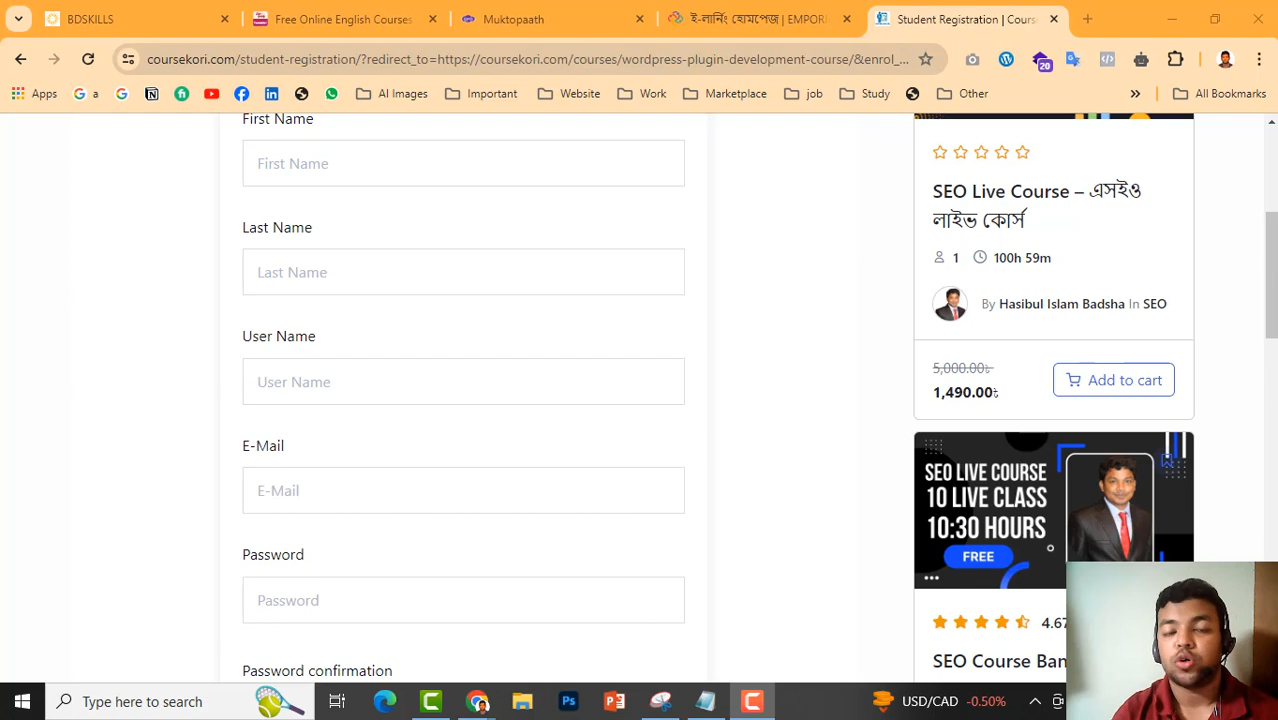 BDSKILLS
Free Online English Courses
Muktopaath
ই-লার্নিং হোমপেজ | EMPORI
Student Registration | Cours
coursekori.com/student-registration/?redirect_to=https://coursekori.com/courses/wordpress-plugin-development-course/&enrol_...
20
Apps
a
AI Images
Important
Website
Work
Marketplace
job
Study
Other
All Bookmarks
First Name
First Name
Last Name
Last Name
User Name
User Name
E-Mail
E-Mail
Password
Password
Password confirmation
SEO Live Course – এসইও
লাইভ কোর্স
1
100h 59m
By Hasibul Islam Badsha In SEO
5,000.00৳
1,490.00৳
Add to cart
SEO LIVE COURSE
10 LIVE CLASS
10:30 HOURS
FREE
4.67
SEO Course Ban
Type here to search
USD/CAD -0.50%